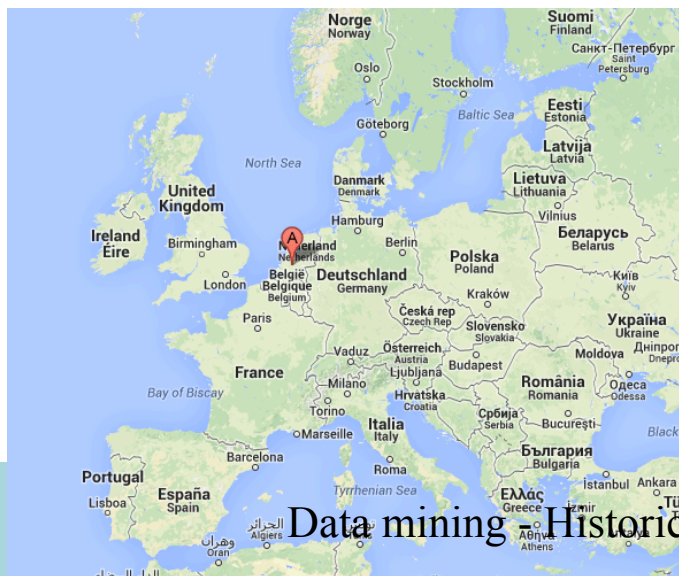 Norge
Norway
Suomi
Finland
Санкт-Петербург
Saint
Petersburg
Oslo
Stockholm
Baltic Sea
Eesti
Estonia
Göteborg
Latvija
Latvia
North Sea
Danmark
Denmark
Lietuva
Lithuania
United
Kingdom
Vilnius
Hamburg
Ireland
Éire
Birmingham
A
Netherlands
Berlin
Беларусь
Belarus
Polska
Poland
London
België
Belgique
Belgium
Deutschland
Germany
Київ
Kyiv
Kraków
Česká rep
Czech Rep
Paris
Slovensko
Slovakia
Україна
Ukraine
Vaduz
Österreich
Austria
Budapest
Moldova
France
Ljubljana
Milano
România
Romania
Одеса
Odessa
Bay of Biscay
Hrvatska
Croatia
Torino
Србија
Serbia
Italia
Italy
București
Marseille
Black
България
Bulgaria
Barcelona
Roma
Portugal
España
Spain
İstanbul
Ankara
Lisboa
Tyrrhenian Sea
Ελλάς
Greece
İzmir
الجزائر
Algiers
Data mining - Historic
وهران
Oran
Αθήνα
Athens